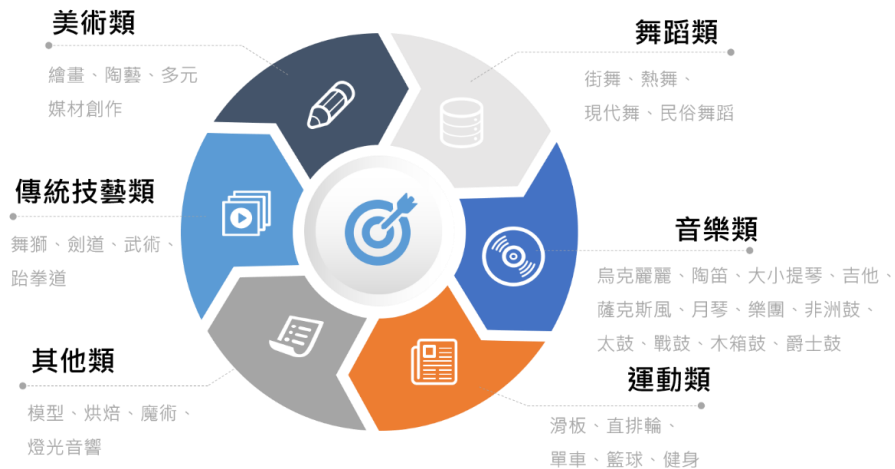 美術類
繪畫、陶藝、多元
媒材創作
舞蹈類
街舞、熱舞、
現代舞、民俗舞蹈
傳統技藝類
舞獅、劍道、武術、
跆拳道
音樂類
烏克麗麗、陶笛、大小提琴、吉他、
薩克斯風、月琴、樂團、非洲鼓、
太鼓、戰鼓、木箱鼓、爵士鼓
其他類
模型、烘焙、魔術、
燈光音響
運動類
滑板、直排輪、
單車、籃球、健身